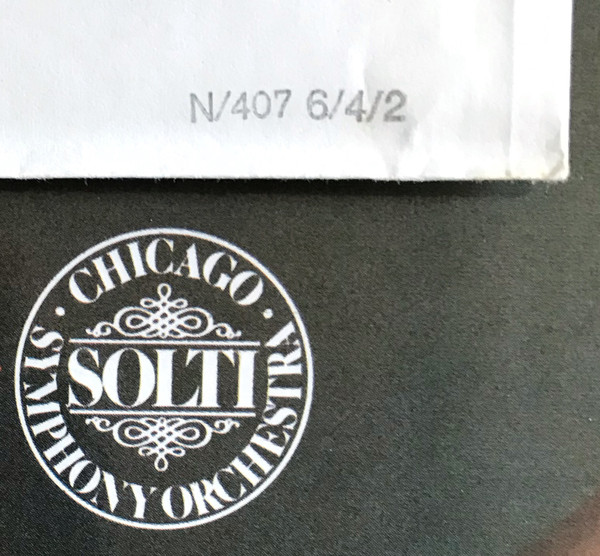 N/407 6/4/2
· CHICAGO ·
SOLTI
SYMPHONY ORCHESTRA